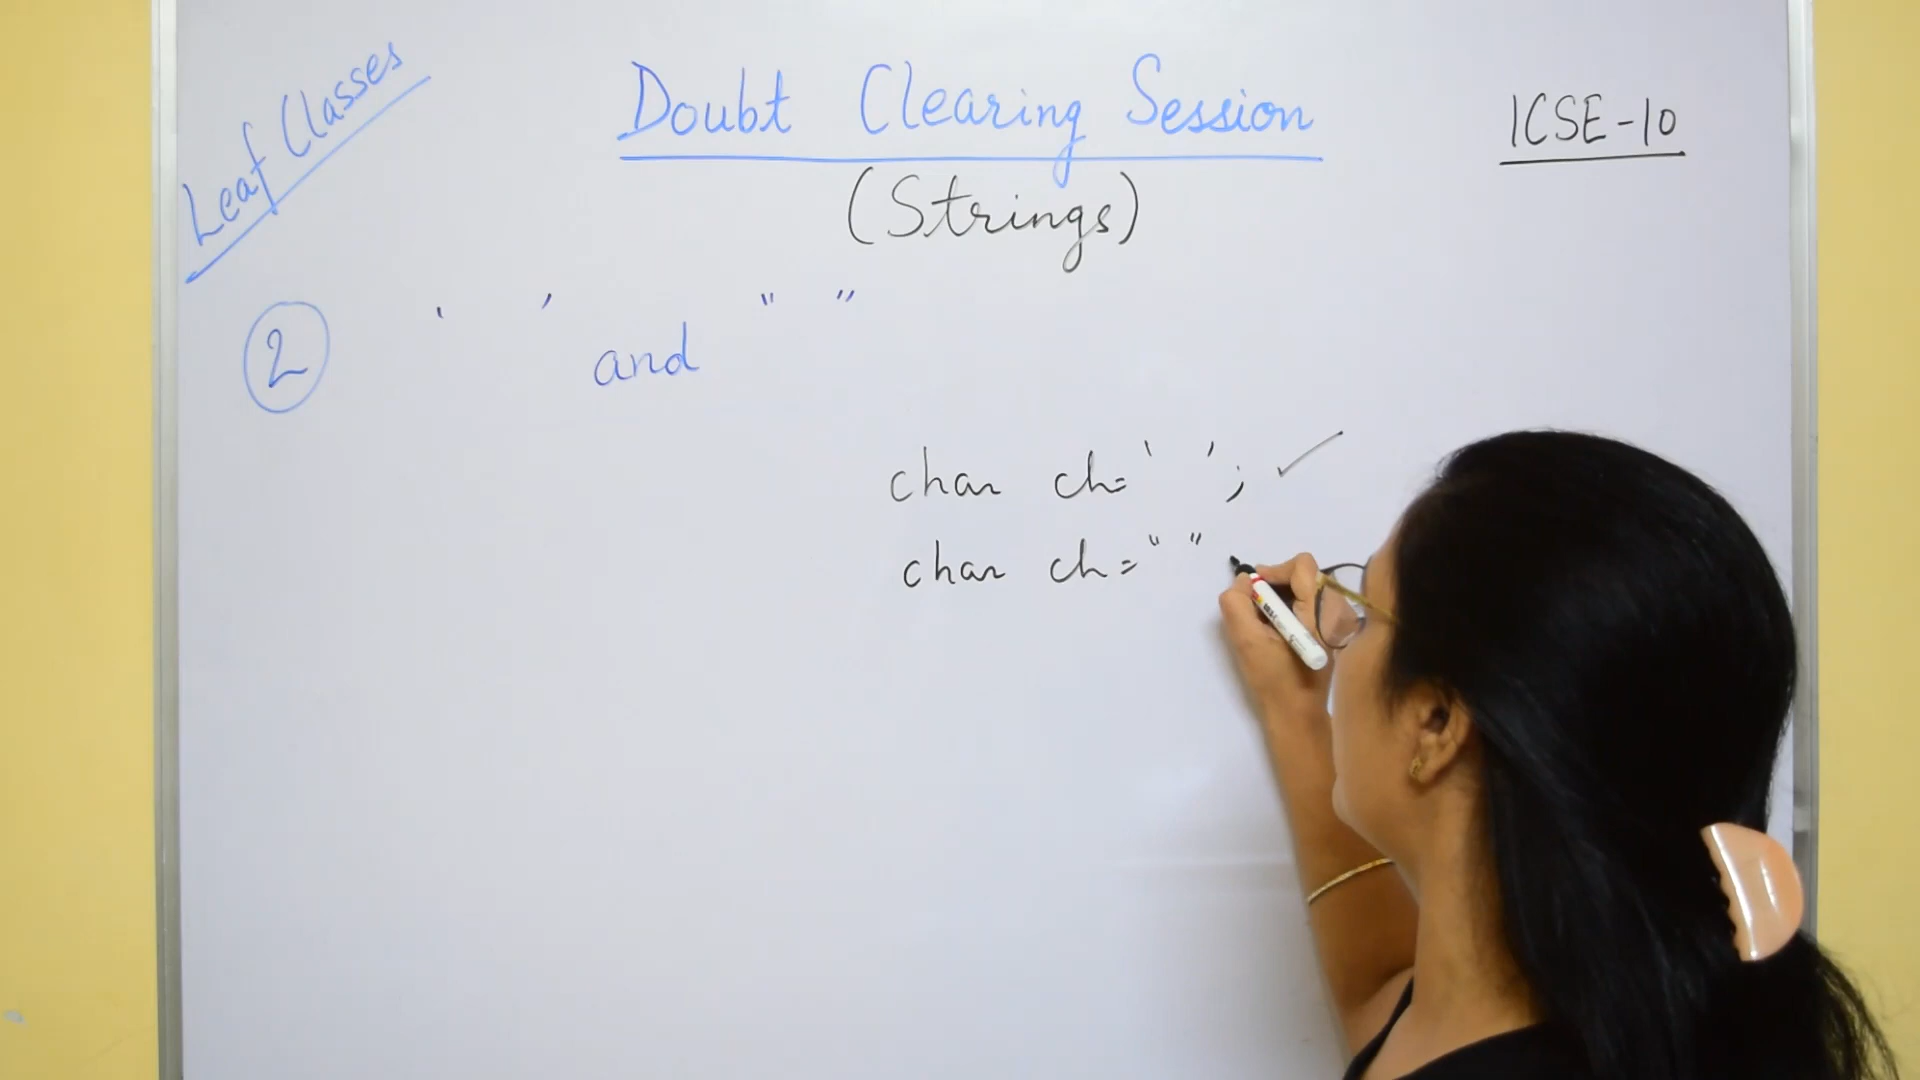 Leaf Classes
Doubt Clearing Session
ICSE-10
(Strings)
2 ‘ ’ and “ ”
char ch=‘ ’; ✓
char ch=“ ”